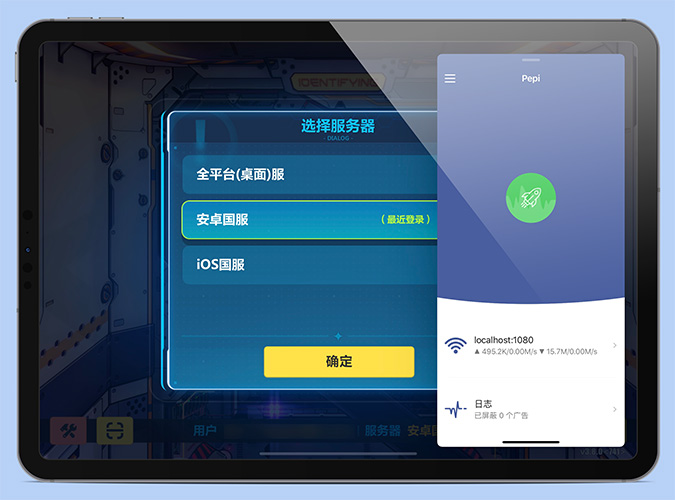 IDENTIFYING
选择服务器
- DIALOG -
全平台(桌面)服
安卓国服
(最近登录)
iOS国服
确定
用户
服务器
安卓国
Pepi
localhost:1080
▲ 495.2K/0.00M/s ▼ 15.7M/0.00M/s
日志
已屏蔽 0 个广告